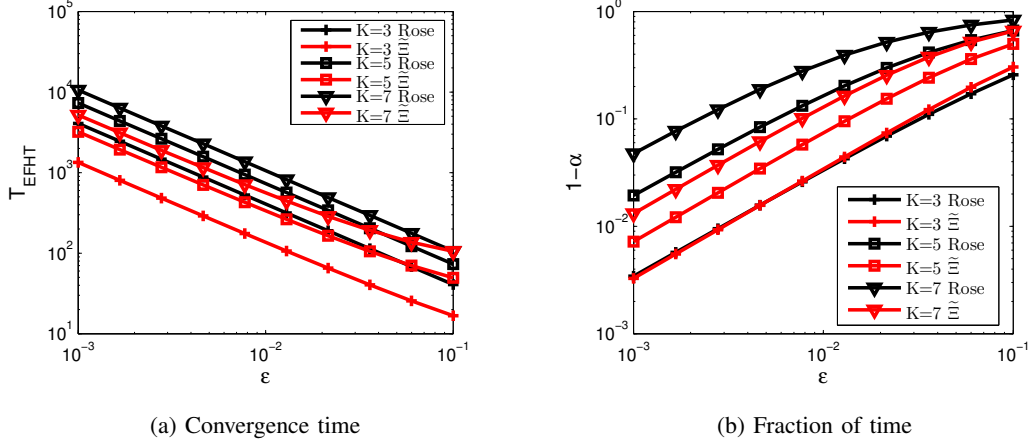 10^5
10^4
10^3
10^2
10^1
T_EFHT
10^-3
10^-2
10^-1
ε
K=3 Rose
K=3 Ξ̃
K=5 Rose
K=5 Ξ̃
K=7 Rose
K=7 Ξ̃
(a) Convergence time
10^0
10^-1
10^-2
10^-3
1-α
10^-3
10^-2
10^-1
ε
K=3 Rose
K=3 Ξ̃
K=5 Rose
K=5 Ξ̃
K=7 Rose
K=7 Ξ̃
(b) Fraction of time